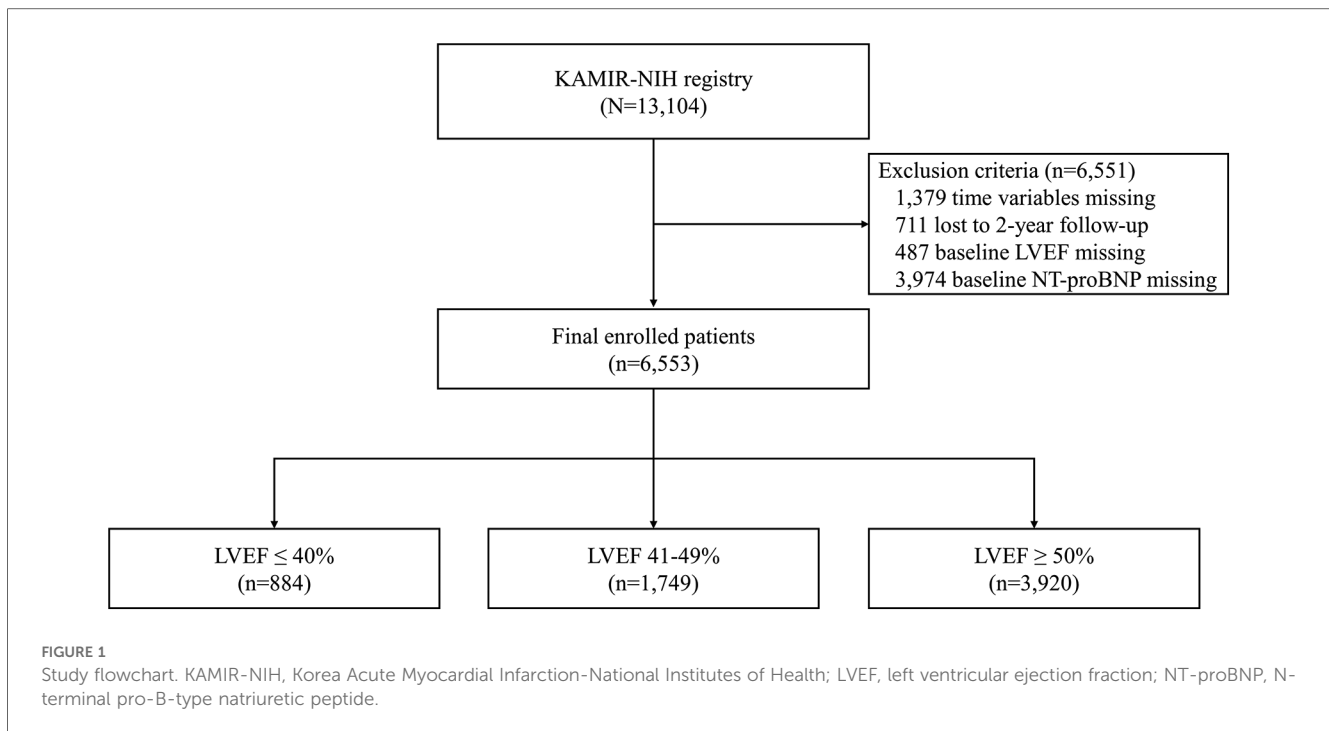 KAMIR-NIH registry
(N=13,104)
Exclusion criteria (n=6,551)
1,379 time variables missing
711 lost to 2-year follow-up
487 baseline LVEF missing
3,974 baseline NT-proBNP missing
Final enrolled patients
(n=6,553)
LVEF ≤ 40%
(n=884)
LVEF 41-49%
(n=1,749)
LVEF ≥ 50%
(n=3,920)
FIGURE 1
Study flowchart. KAMIR-NIH, Korea Acute Myocardial Infarction-National Institutes of Health; LVEF, left ventricular ejection fraction; NT-proBNP, N-
terminal pro-B-type natriuretic peptide.